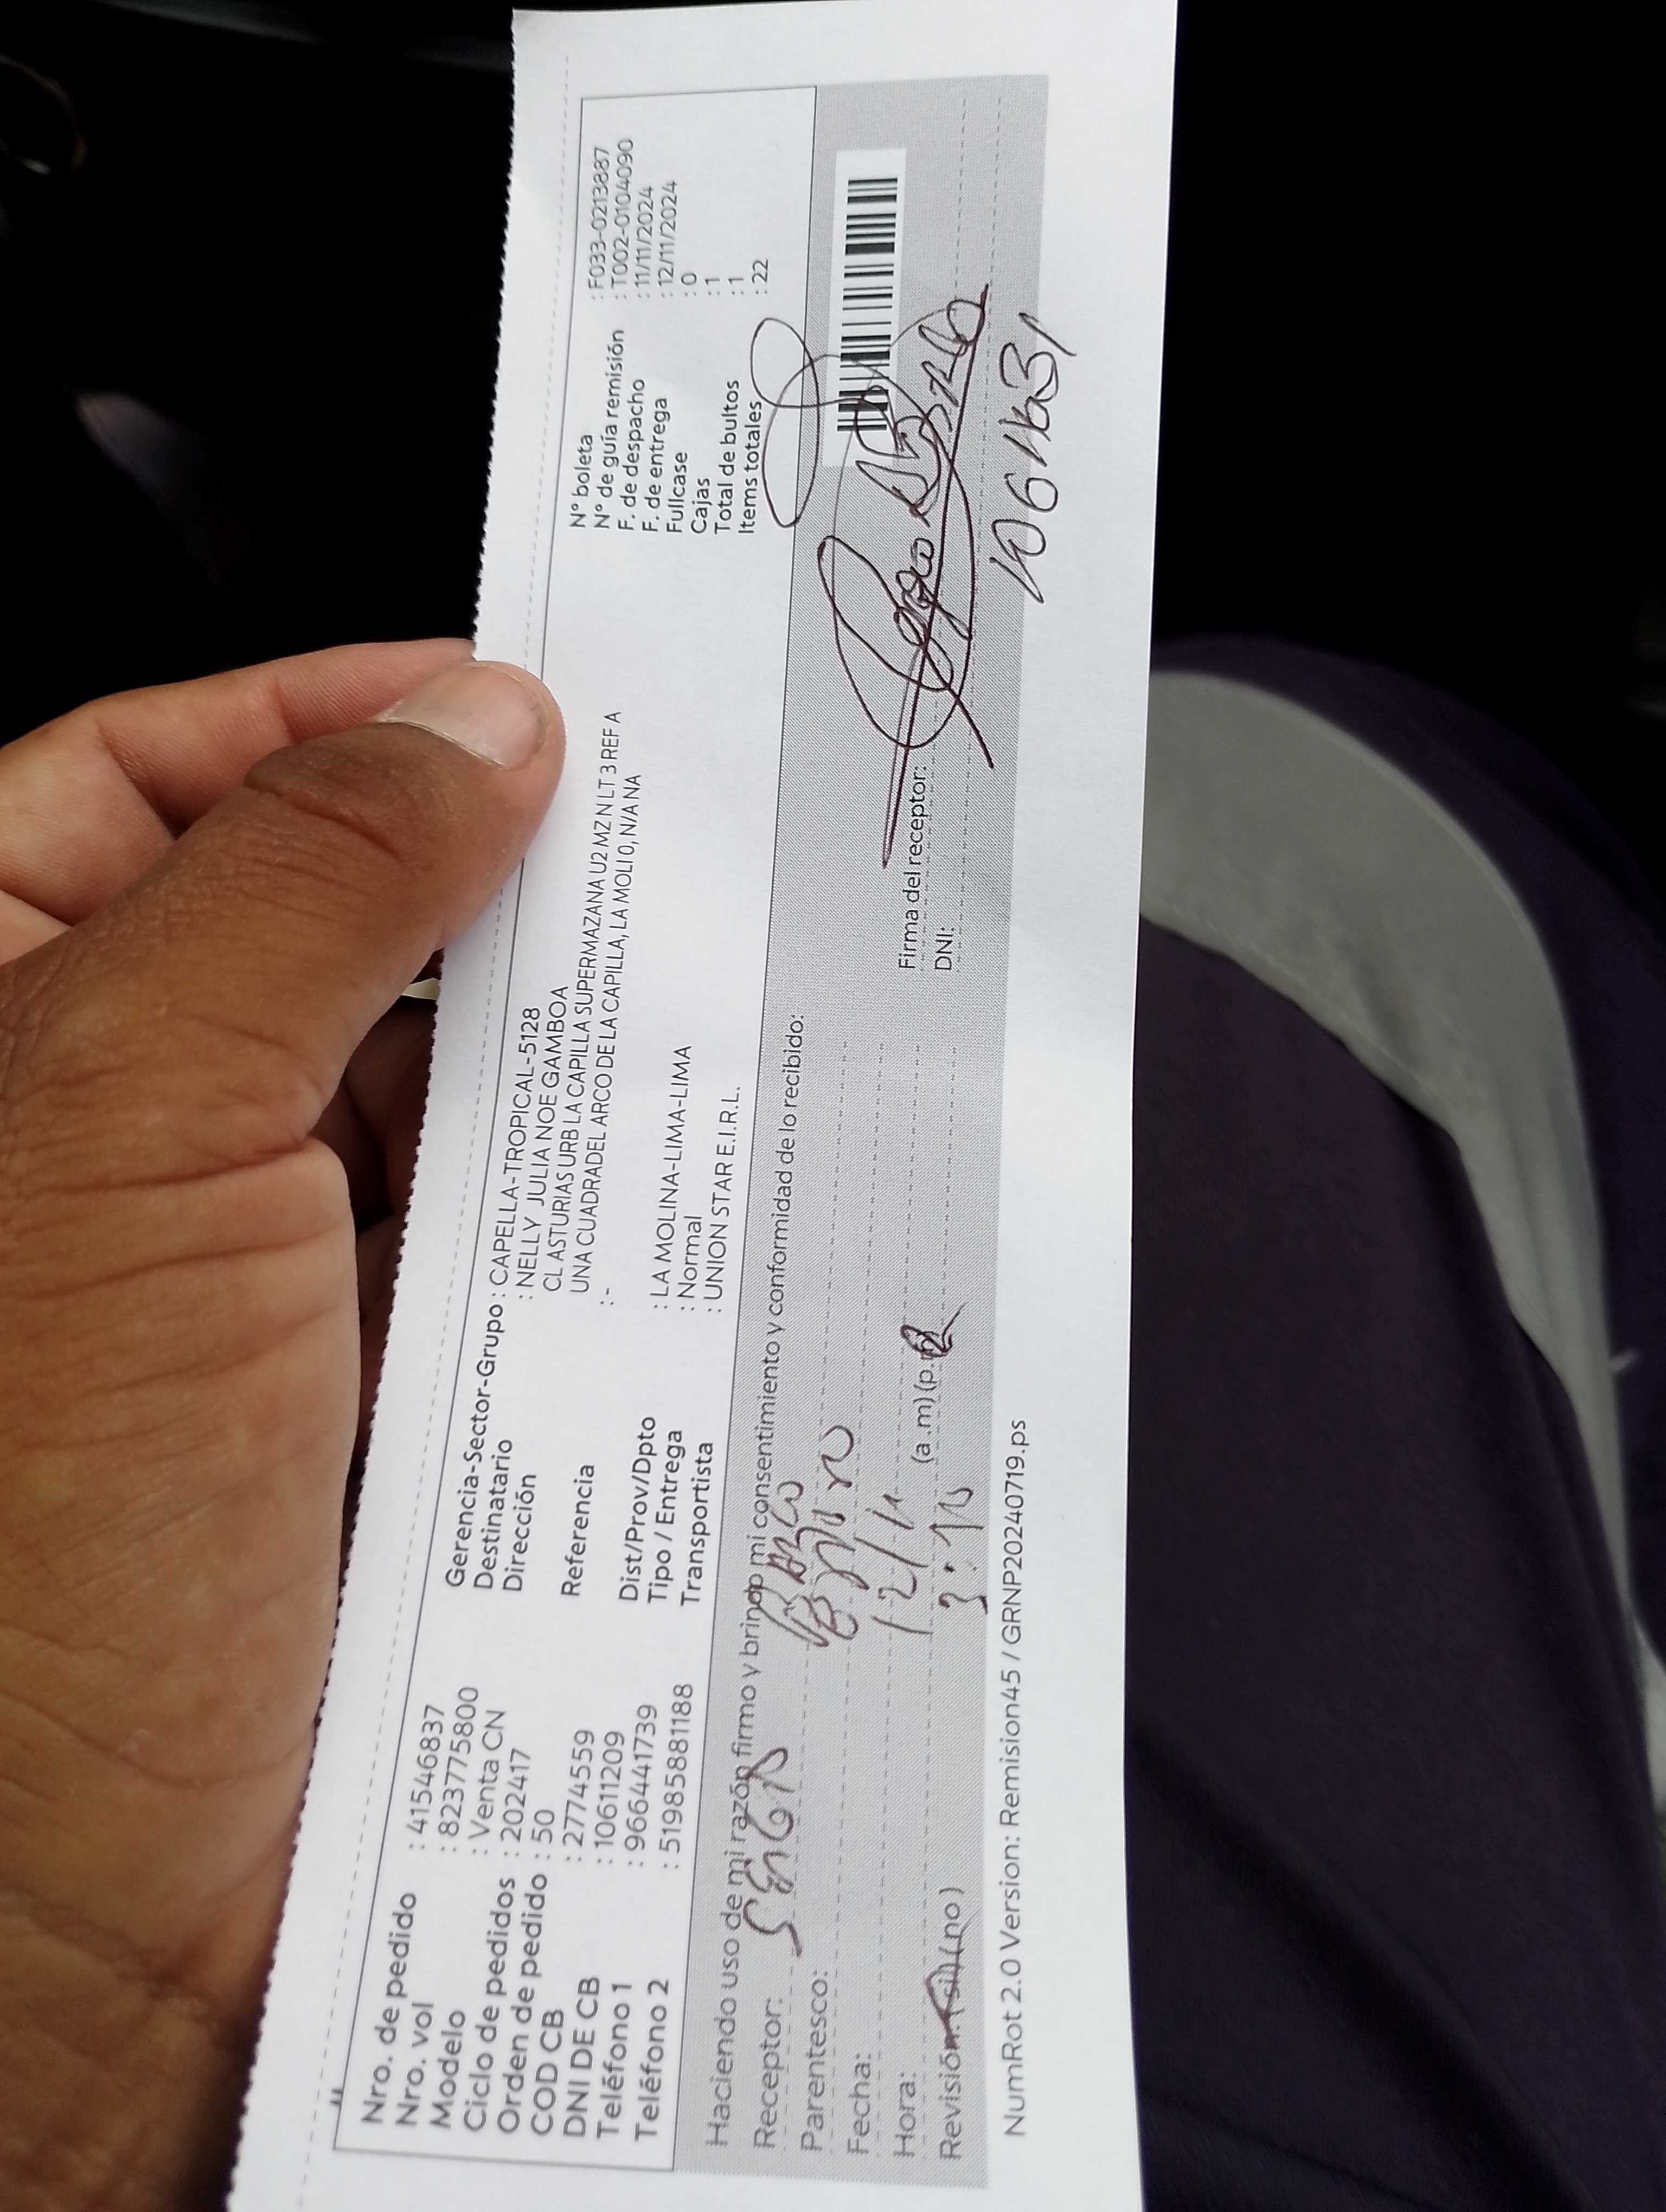 Nro. de pedido : 41546837
Nro. vol : 8237775800
Modelo : Venta CN
Ciclo de pedidos : 202417
Orden de pedido : 50
COD CB : 2774559
DNI DE CB : 10611209
Teléfono 1 : 966441739
Teléfono 2 : 51985881188
Gerencia-Sector-Grupo : CAPELLA-TROPICAL-5128
Destinatario : NELLY JULIA NOE GAMBOA
Dirección CL ASTURIAS URB LA CAPILLA SUPERMAZANA U2 MZ N LT 3 REF A
UNA CUADRA DEL ARCO DE LA CAPILLA, LA MOLI 0, N/A NA
Referencia : -
Dist/Prov/Dpto : LA MOLINA-LIMA-LIMA
Tipo / Entrega : Normal
Transportista : UNION STAR E.I.R.L.
N° boleta : F033-0213887
N° de guía remisión : T002-0104090
F. de despacho : 11/11/2024
F. de entrega : 12/11/2024
Fullcase : 0
Cajas : 1
Total de bultos : 1
Items totales : 22
Haciendo uso de mi razón firmo y brindo mi consentimiento y conformidad de lo recibido:
Receptor:
Parentesco:
Fecha: 12/11
Hora: 3:10 (a.m) (p.m)
Revisión: (si) (no)
Firma del receptor:
DNI:
NumRot 2.0 Version: Remision45 / GRNP20240719.ps